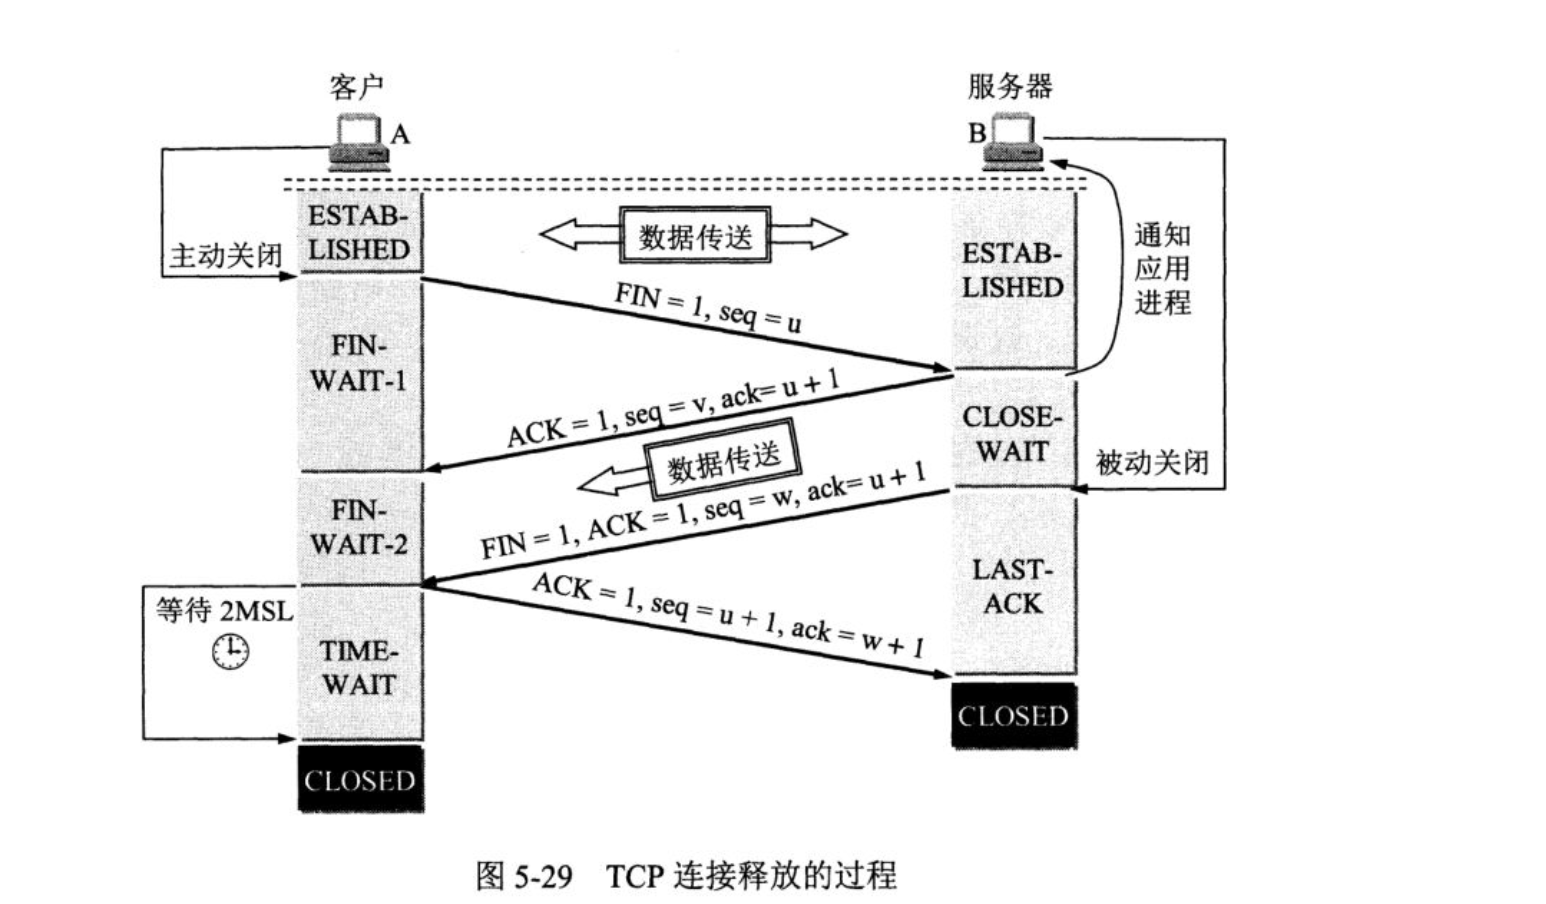 客户
服务器
A
B
ESTAB-
LISHED
数据传送
主动关闭
ESTAB-
LISHED
通知
应用
进程
FIN = 1, seq = u
FIN-
WAIT-1
ACK = 1, seq = v, ack= u + 1
CLOSE-
WAIT
数据传送
被动关闭
FIN-
WAIT-2
FIN = 1, ACK = 1, seq = w, ack= u + 1
LAST-
ACK
ACK = 1, seq = u + 1, ack = w + 1
等待 2MSL
TIME-
WAIT
CLOSED
CLOSED
图 5-29 TCP 连接释放的过程